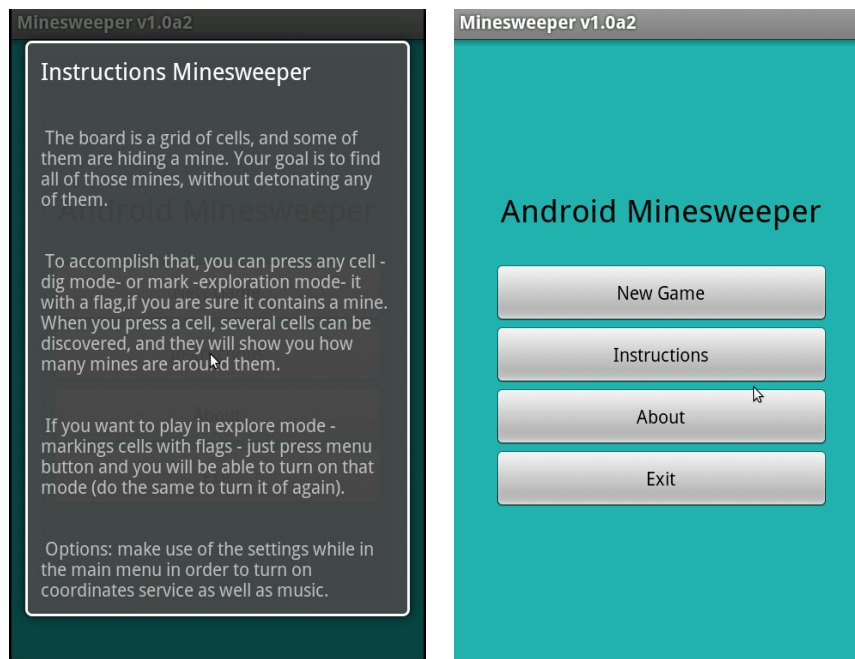 Minesweeper v1.0a2
Instructions Minesweeper
The board is a grid of cells, and some of
them are hiding a mine. Your goal is to find
all of those mines, without detonating any
of them.
To accomplish that, you can press any cell -
dig mode- or mark -exploration mode- it
with a flag,if you are sure it contains a mine.
When you press a cell, several cells can be
discovered, and they will show you how
many mines are around them.
If you want to play in explore mode -
markings cells with flags - just press menu
button and you will be able to turn on that
mode (do the same to turn it of again).
Options: make use of the settings while in
the main menu in order to turn on
coordinates service as well as music.
Minesweeper v1.0a2
Android Minesweeper
New Game
Instructions
About
Exit